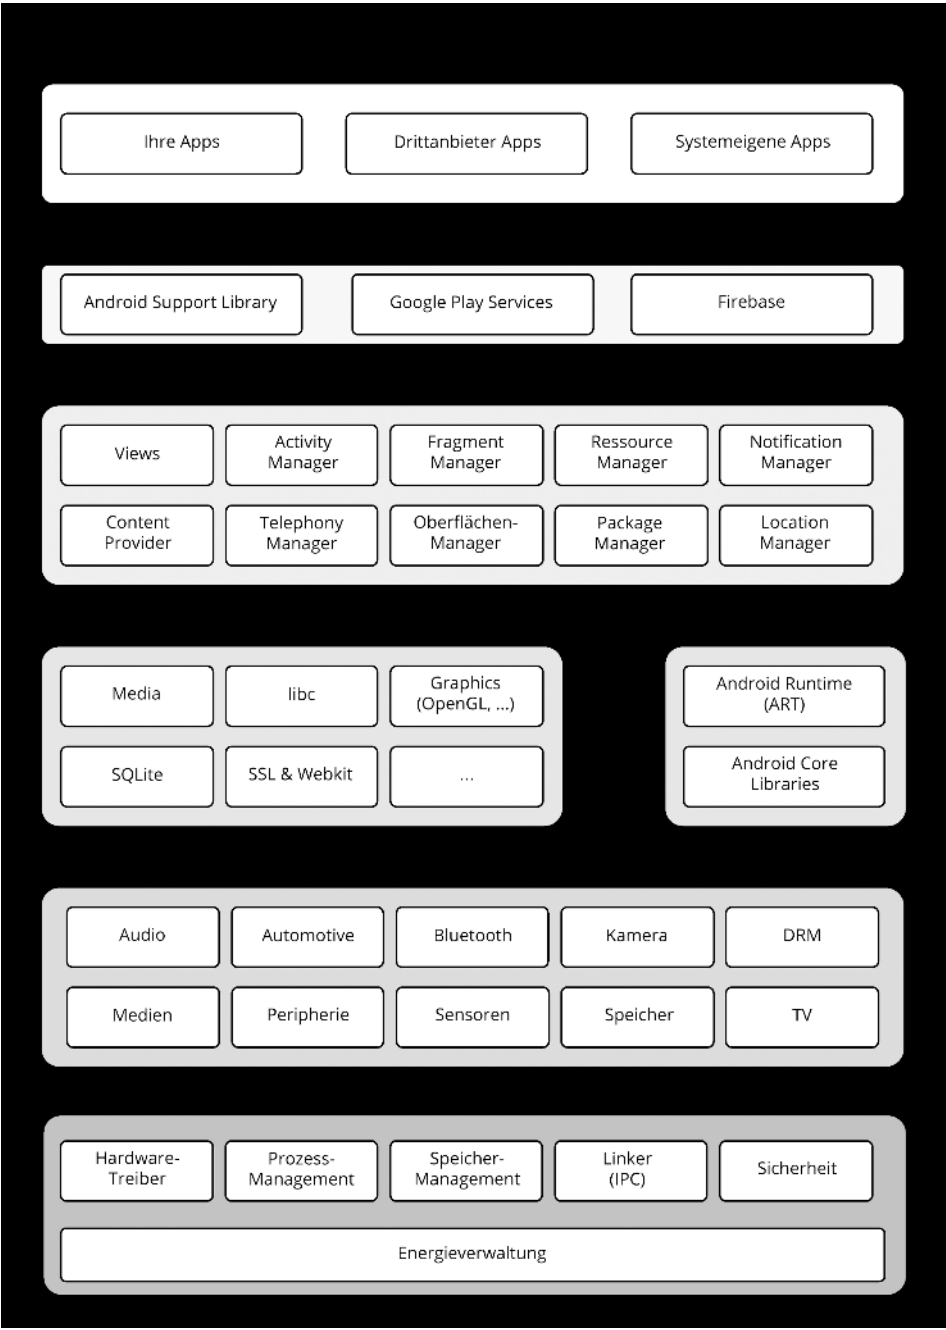 Ihre Apps
Drittanbieter Apps
Systemeigene Apps
Android Support Library
Google Play Services
Firebase
Views
Activity
Manager
Fragment
Manager
Ressource
Manager
Notification
Manager
Content
Provider
Telephony
Manager
Oberflächen-
Manager
Package
Manager
Location
Manager
Media
libc
Graphics
(OpenGL, ...)
SQLite
SSL & Webkit
...
Android Runtime
(ART)
Android Core
Libraries
Audio
Automotive
Bluetooth
Kamera
DRM
Medien
Peripherie
Sensoren
Speicher
TV
Hardware-
Treiber
Prozess-
Management
Speicher-
Management
Linker
(IPC)
Sicherheit
Energieverwaltung